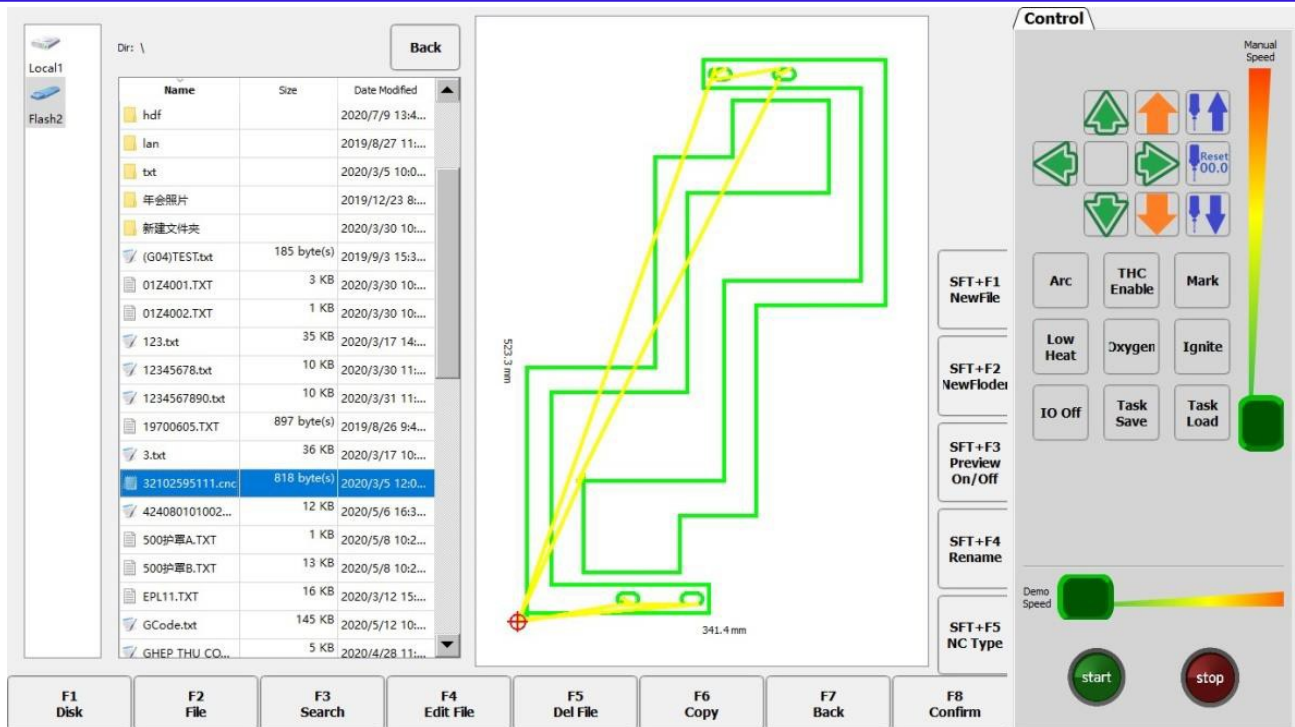 Control
Local1
Flash2
Dir: \
Back
Name Size Date Modified
hdf 2020/7/9 13:4...
lan 2019/8/27 11:...
txt 2020/3/5 10:0...
年会照片 2019/12/23 8:...
新建文件夹 2020/3/30 10:...
(G04)TEST.txt 185 byte(s) 2019/9/3 15:3...
01Z4001.TXT 3 KB 2020/3/30 10:...
01Z4002.TXT 1 KB 2020/3/30 10:...
123.txt 35 KB 2020/3/17 14:...
12345678.txt 10 KB 2020/3/30 11:...
1234567890.txt 10 KB 2020/3/31 11:...
19700605.TXT 897 byte(s) 2019/8/26 9:4...
3.txt 36 KB 2020/3/17 10:...
32102595111.cnc 818 byte(s) 2020/3/5 12:0...
424080101002... 12 KB 2020/5/6 16:3...
500护罩A.TXT 1 KB 2020/5/8 10:2...
500护罩B.TXT 13 KB 2020/5/8 10:2...
EPL11.TXT 16 KB 2020/3/12 15:...
GCode.txt 145 KB 2020/5/12 10:...
GHEP THU CO... 5 KB 2020/4/28 11:...
523.3 mm
341.4 mm
SFT+F1
NewFile
SFT+F2
NewFloder
SFT+F3
Preview
On/Off
SFT+F4
Rename
SFT+F5
NC Type
Manual
Speed
Reset
00.0
Arc
THC
Enable
Mark
Low
Heat
Oxygen
Ignite
IO Off
Task
Save
Task
Load
Demo
Speed
start
stop
F1
Disk
F2
File
F3
Search
F4
Edit File
F5
Del File
F6
Copy
F7
Back
F8
Confirm